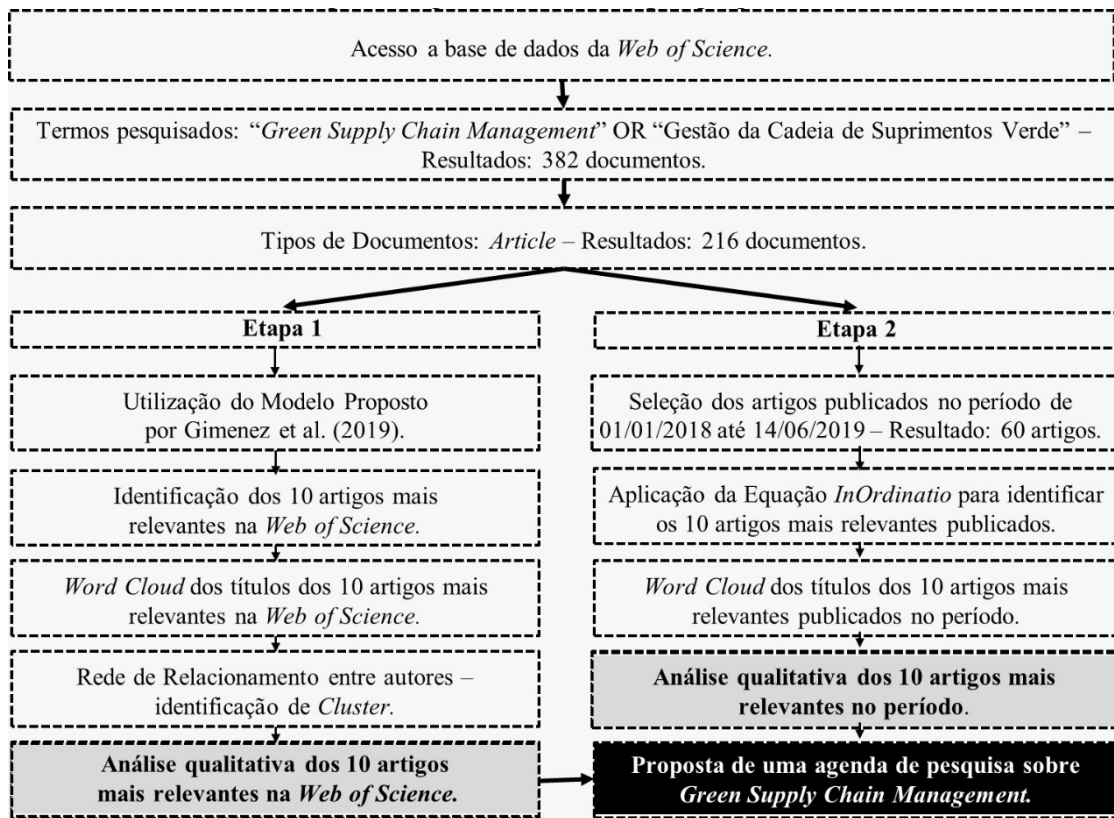 Acesso a base de dados da Web of Science.
Termos pesquisados: “Green Supply Chain Management” OR “Gestão da Cadeia de Suprimentos Verde” –
Resultados: 382 documentos.
Tipos de Documentos: Article – Resultados: 216 documentos.
Etapa 1
Utilização do Modelo Proposto
por Gimenez et al. (2019).
Identificação dos 10 artigos mais
relevantes na Web of Science.
Word Cloud dos títulos dos 10 artigos mais
relevantes na Web of Science.
Rede de Relacionamento entre autores –
identificação de Cluster.
Análise qualitativa dos 10 artigos
mais relevantes na Web of Science.
Etapa 2
Seleção dos artigos publicados no período de
01/01/2018 até 14/06/2019 – Resultado: 60 artigos.
Aplicação da Equação InOrdinatio para identificar
os 10 artigos mais relevantes publicados.
Word Cloud dos títulos dos 10 artigos mais
relevantes publicados no período.
Análise qualitativa dos 10 artigos mais
relevantes no período.
Proposta de uma agenda de pesquisa sobre
Green Supply Chain Management.